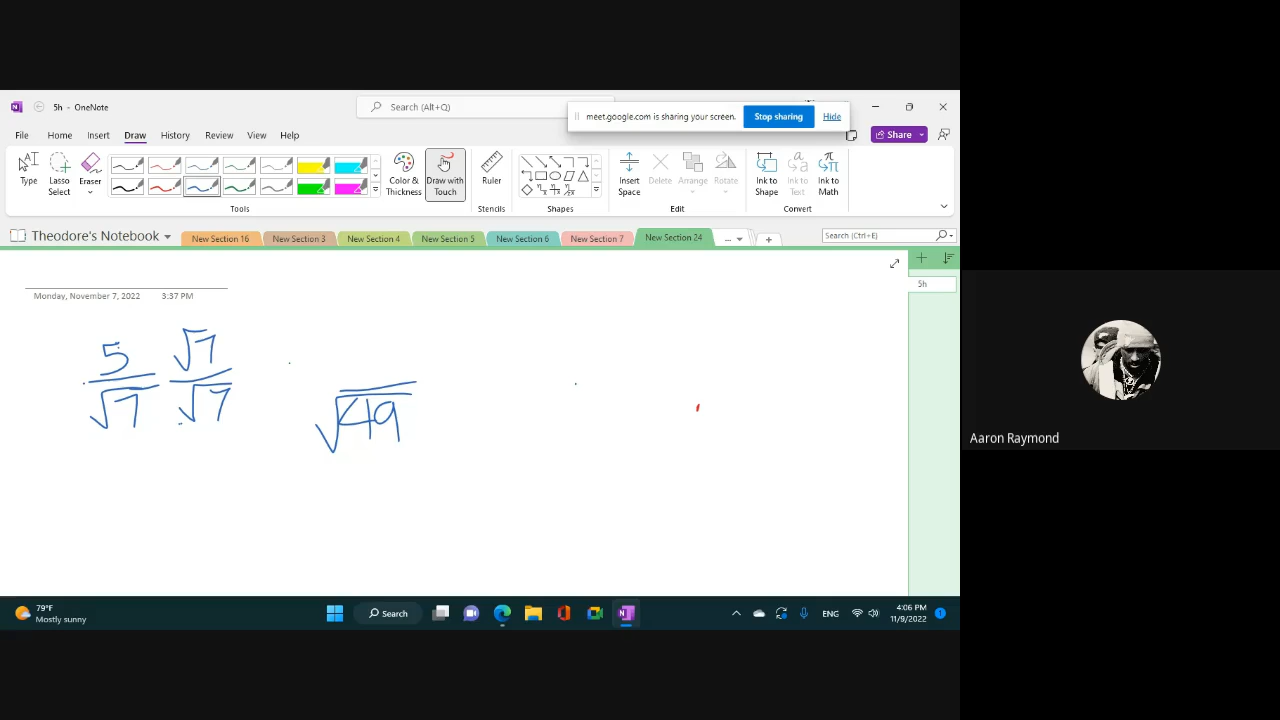 5h - OneNote
Search (Alt+Q)
meet.google.com is sharing your screen. Stop sharing Hide
File Home Insert Draw History Review View Help
Share
Type Lasso Select Eraser Color & Thickness Draw with Touch Ruler Insert Space Delete Arrange Rotate Ink to Shape Ink to Text Ink to Math
Tools Stencils Shapes Edit Convert
Theodore's Notebook New Section 16 New Section 3 New Section 4 New Section 5 New Section 6 New Section 7 New Section 24 ... Search (Ctrl+E)
5h
Monday, November 7, 2022 3:37 PM
5 √7
√7 √7 √49
Aaron Raymond
79°F
Mostly sunny
Search
ENG
4:06 PM
11/9/2022
1